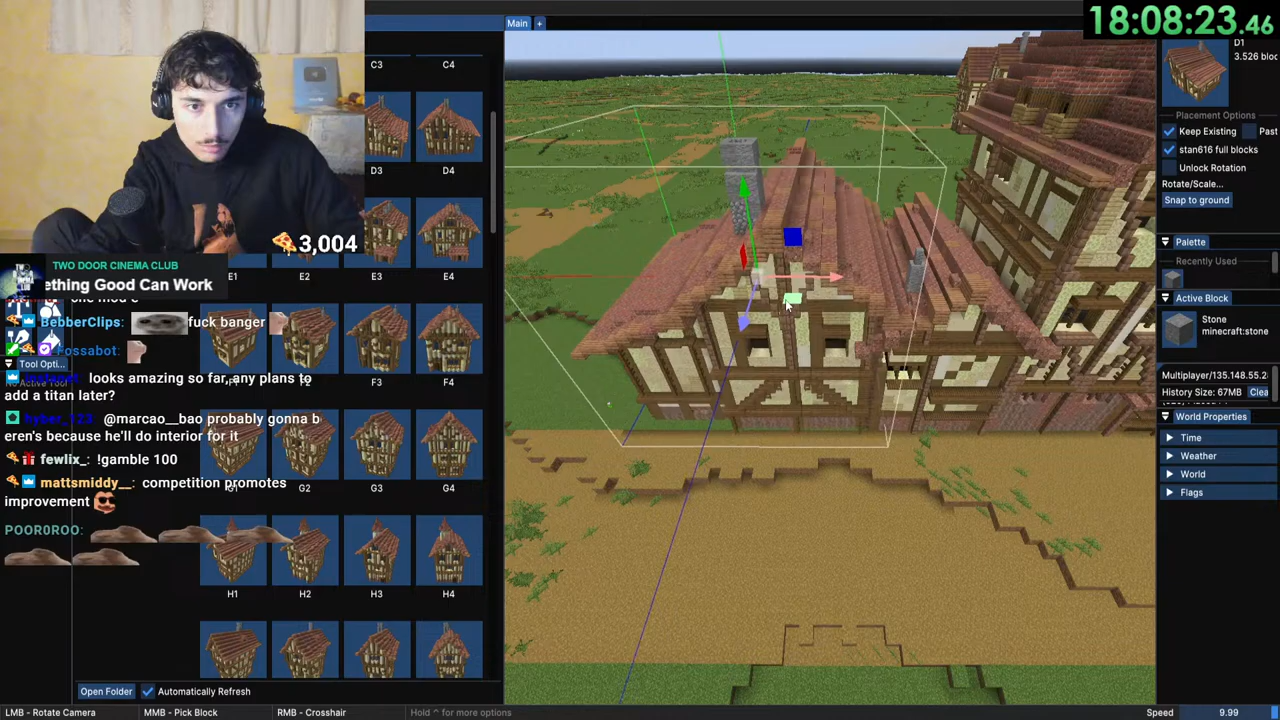 Main
+
18:08:23.46
C3
C4
D3
D4
E1
E2
E3
E4
F3
F4
G2
G3
G4
H1
H2
H3
H4
3,004
TWO DOOR CINEMA CLUB
ething Good Can Work
BebberClips: fuck banger
Fossabot:
Tool Opti...
looks amazing so far, any plans to
add a titan later?
@marcao__bao probably gonna b
eren's because he'll do interior for it
fewlix_: !gamble 100
mattsmiddy__: competition promotes
improvement
POOR0ROO:
Open Folder
Automatically Refresh
LMB - Rotate Camera
MMB - Pick Block
RMB - Crosshair
Hold ^ for more options
Speed
9.99
D1
3.526 bloc
Placement Options
Keep Existing
Past
stan616 full blocks
Unlock Rotation
Rotate/Scale...
Snap to ground
Palette
Recently Used
Active Block
Stone
minecraft:stone
Multiplayer/135.148.55.2
History Size: 67MB
Clea
World Properties
Time
Weather
World
Flags